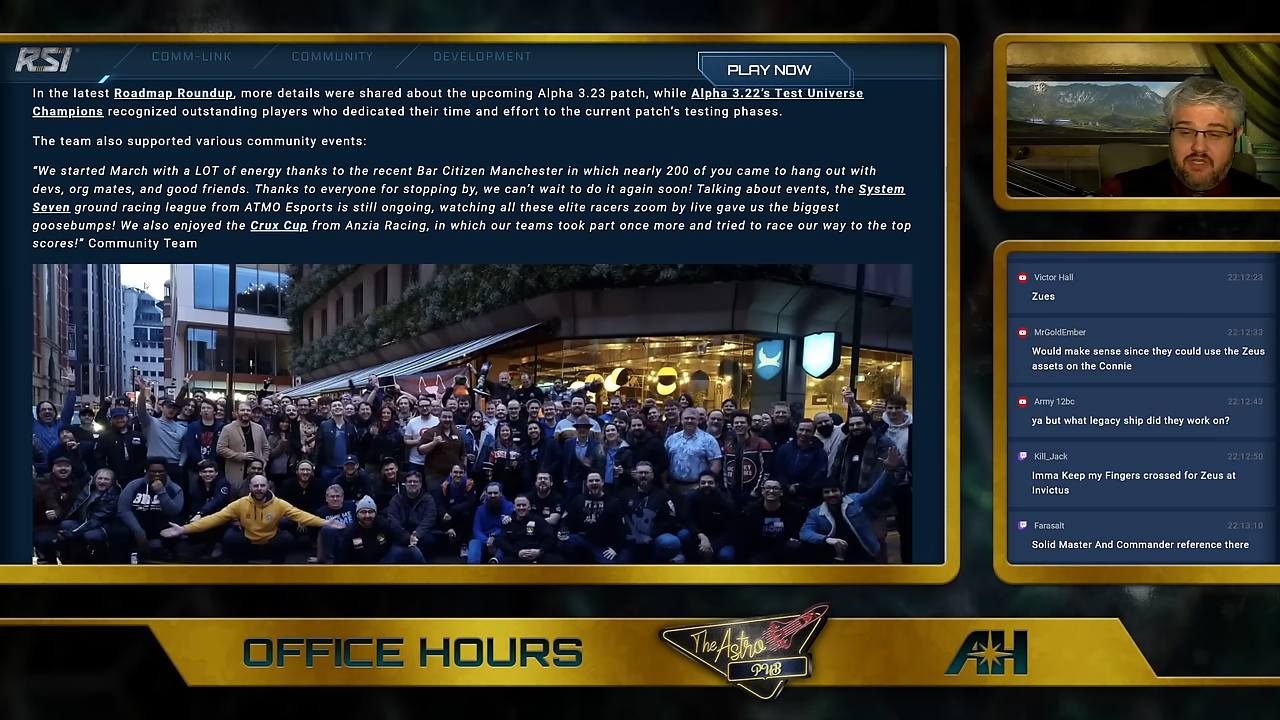 RSI
COMM-LINK
COMMUNITY
DEVELOPMENT
PLAY NOW
In the latest Roadmap Roundup, more details were shared about the upcoming Alpha 3.23 patch, while Alpha 3.22's Test Universe
Champions recognized outstanding players who dedicated their time and effort to the current patch's testing phases.
The team also supported various community events:
"We started March with a LOT of energy thanks to the recent Bar Citizen Manchester in which nearly 200 of you came to hang out with
devs, org mates, and good friends. Thanks to everyone for stopping by, we can't wait to do it again soon! Talking about events, the System
Seven ground racing league from ATMO Esports is still ongoing, watching all these elite racers zoom by live gave us the biggest
goosebumps! We also enjoyed the Crux Cup from Anzia Racing, in which our teams took part once more and tried to race our way to the top
scores!" Community Team
Victor Hall 22:12:23
Zues
MrGoldEmber 22:12:33
Would make sense since they could use the Zeus
assets on the Connie
Army 12bc 22:12:43
ya but what legacy ship did they work on?
Kill_Jack 22:12:50
Imma Keep my Fingers crossed for Zeus at
Invictus
Farasalt 22:13:10
Solid Master And Commander reference there
OFFICE HOURS
The Astro
PUB
AH